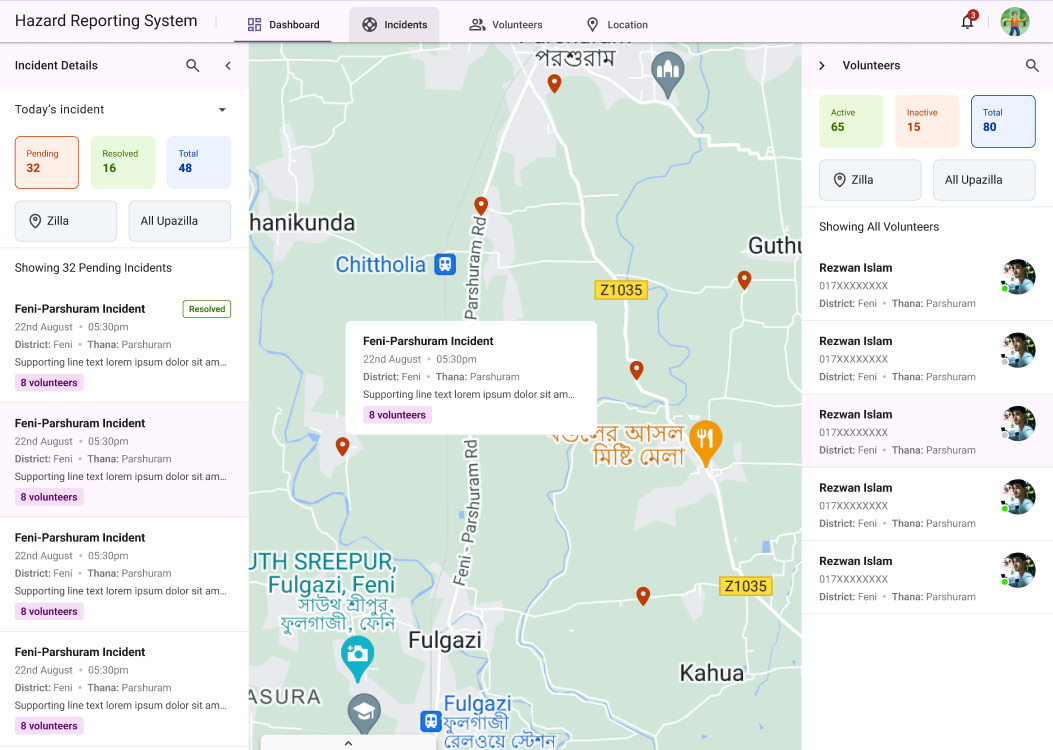 Hazard Reporting System
Dashboard
Incidents
Volunteers
Location
3
Incident Details
Today's incident
Pending
32
Resolved
16
Total
48
Zilla
All Upazilla
Showing 32 Pending Incidents
Feni-Parshuram Incident
Resolved
22nd August • 05:30pm
District: Feni • Thana: Parshuram
Supporting line text lorem ipsum dolor sit am...
8 volunteers
Feni-Parshuram Incident
22nd August • 05:30pm
District: Feni • Thana: Parshuram
Supporting line text lorem ipsum dolor sit am...
8 volunteers
Feni-Parshuram Incident
22nd August • 05:30pm
District: Feni • Thana: Parshuram
Supporting line text lorem ipsum dolor sit am...
8 volunteers
Feni-Parshuram Incident
22nd August • 05:30pm
District: Feni • Thana: Parshuram
Supporting line text lorem ipsum dolor sit am...
8 volunteers
Parshuram
পরশুরাম
hanikunda
Parshuram Rd
Chittholia
Guthu
Z1035
Feni-Parshuram Incident
22nd August • 05:30pm
District: Feni • Thana: Parshuram
Supporting line text lorem ipsum dolor sit am...
8 volunteers
আসল
মিষ্টি মেলা
Feni - Parshuram Rd
UTH SREEPUR,
Fulgazi, Feni
সাউথ শ্রীপুর,
ফুলগাজী, ফেনি
Z1035
Fulgazi
Kahua
ASURA
Fulgazi
ফুলগাজী
রেলওয়ে স্টেশন
Volunteers
Active
65
Inactive
15
Total
80
Zilla
All Upazilla
Showing All Volunteers
Rezwan Islam
017XXXXXXXX
District: Feni • Thana: Parshuram
Rezwan Islam
017XXXXXXXX
District: Feni • Thana: Parshuram
Rezwan Islam
017XXXXXXXX
District: Feni • Thana: Parshuram
Rezwan Islam
017XXXXXXXX
District: Feni • Thana: Parshuram
Rezwan Islam
017XXXXXXXX
District: Feni • Thana: Parshuram